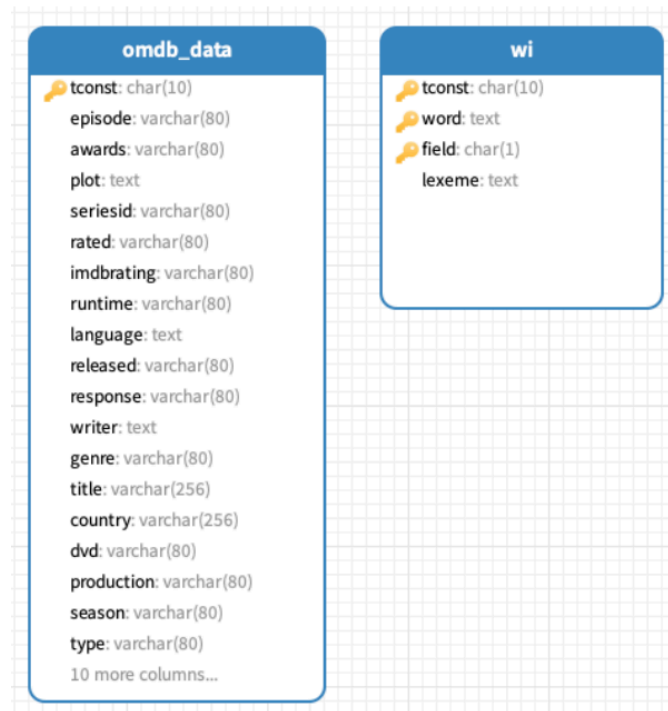 omdb_data
tconst: char(10)
episode: varchar(80)
awards: varchar(80)
plot: text
seriesid: varchar(80)
rated: varchar(80)
imdbrating: varchar(80)
runtime: varchar(80)
language: text
released: varchar(80)
response: varchar(80)
writer: text
genre: varchar(80)
title: varchar(256)
country: varchar(256)
dvd: varchar(80)
production: varchar(80)
season: varchar(80)
type: varchar(80)
10 more columns...
wi
tconst: char(10)
word: text
field: char(1)
lexeme: text